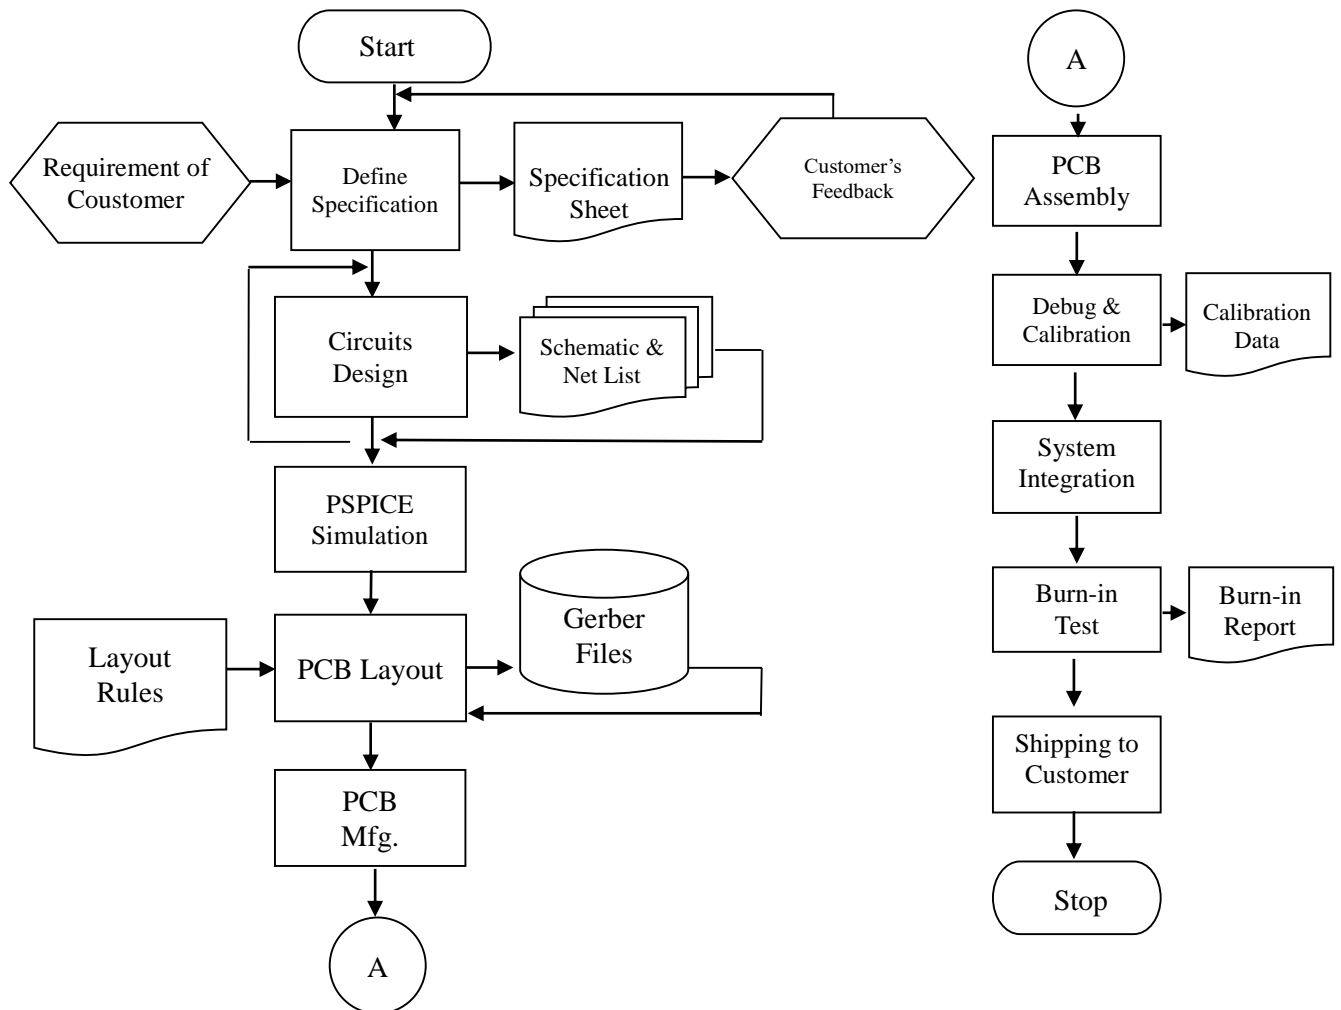 Start
Requirement of
Coustomer
Define
Specification
Specification
Sheet
Customer’s
Feedback
Circuits
Design
Schematic &
Net List
PSPICE
Simulation
Layout
Rules
PCB Layout
Gerber
Files
PCB
Mfg.
A
A
PCB
Assembly
Debug &
Calibration
Calibration
Data
System
Integration
Burn-in
Test
Burn-in
Report
Shipping to
Customer
Stop